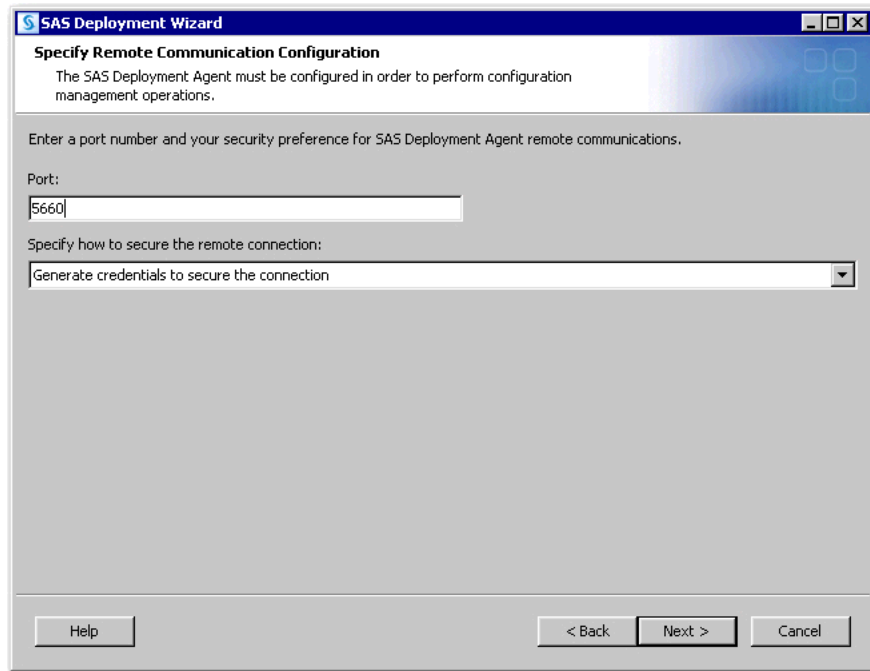 SAS Deployment Wizard
Specify Remote Communication Configuration
The SAS Deployment Agent must be configured in order to perform configuration
management operations.
Enter a port number and your security preference for SAS Deployment Agent remote communications.
Port:
5660
Specify how to secure the remote connection:
Generate credentials to secure the connection
Help
< Back
Next >
Cancel